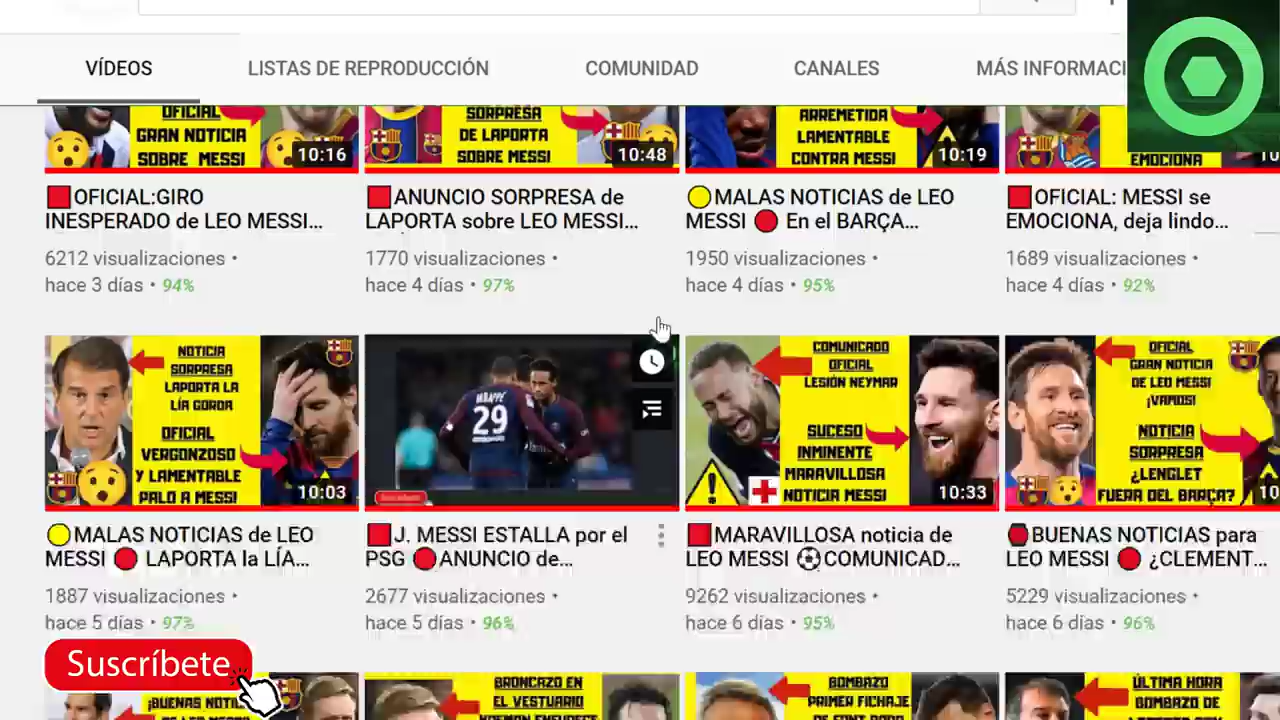 VÍDEOS
LISTAS DE REPRODUCCIÓN
COMUNIDAD
CANALES
MÁS INFORMACI
OFICIAL
GRAN NOTICIA
SOBRE MESSI
10:16
SORPRESA
DE LAPORTA
SOBRE MESSI
10:48
ARREMETIDA
LAMENTABLE
CONTRA MESSI
10:19
EMOCIONA
10
🟥OFICIAL:GIRO
INESPERADO de LEO MESSI...
6212 visualizaciones •
hace 3 días • 94%
🟥ANUNCIO SORPRESA de
LAPORTA sobre LEO MESSI...
1770 visualizaciones •
hace 4 días • 97%
🟡MALAS NOTICIAS de LEO
MESSI 🔴 En el BARÇA...
1950 visualizaciones •
hace 4 días • 95%
🟥OFICIAL: MESSI se
EMOCIONA, deja lindo...
1689 visualizaciones •
hace 4 días • 92%
NOTICIA
SORPRESA
LAPORTA LA
LÍA GORDA
OFICIAL
VERGONZOSO
Y LAMENTABLE
PALO A MESSI
10:03
MBAPPÉ
29
COMUNICADO
OFICIAL
LESIÓN NEYMAR
SUCESO
INMINENTE
MARAVILLOSA
NOTICIA MESSI
10:33
OFICIAL
GRAN NOTICIA
DE LEO MESSI
¡VAMOS!
NOTICIA
SORPRESA
¿LENGLET
FUERA DEL BARÇA?
10
🟡MALAS NOTICIAS de LEO
MESSI 🔴 LAPORTA la LÍA...
1887 visualizaciones •
hace 5 días • 97%
🟥J. MESSI ESTALLA por el
PSG 🔴ANUNCIO de...
2677 visualizaciones •
hace 5 días • 96%
🟥MARAVILLOSA noticia de
LEO MESSI ⚽COMUNICAD...
9262 visualizaciones •
hace 6 días • 95%
🔴BUENAS NOTICIAS para
LEO MESSI 🔴 ¿CLEMENT...
5229 visualizaciones •
hace 6 días • 96%
Suscríbete
¡BUENAS NOTIC
BRONCAZO EN
EL VESTUARIO
BOMBAZO
PRIMER FICHAJE
ÚLTIMA HORA
BOMBAZO DE